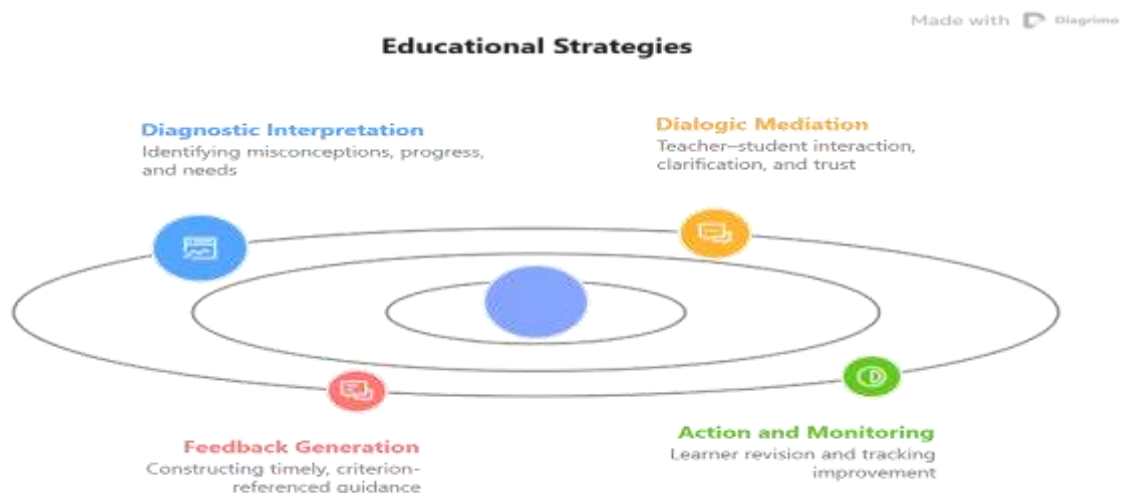 Made with Diagrimo
Educational Strategies
Diagnostic Interpretation
Identifying misconceptions, progress,
and needs
Dialogic Mediation
Teacher–student interaction,
clarification, and trust
Feedback Generation
Constructing timely, criterion-
referenced guidance
Action and Monitoring
Learner revision and tracking
improvement